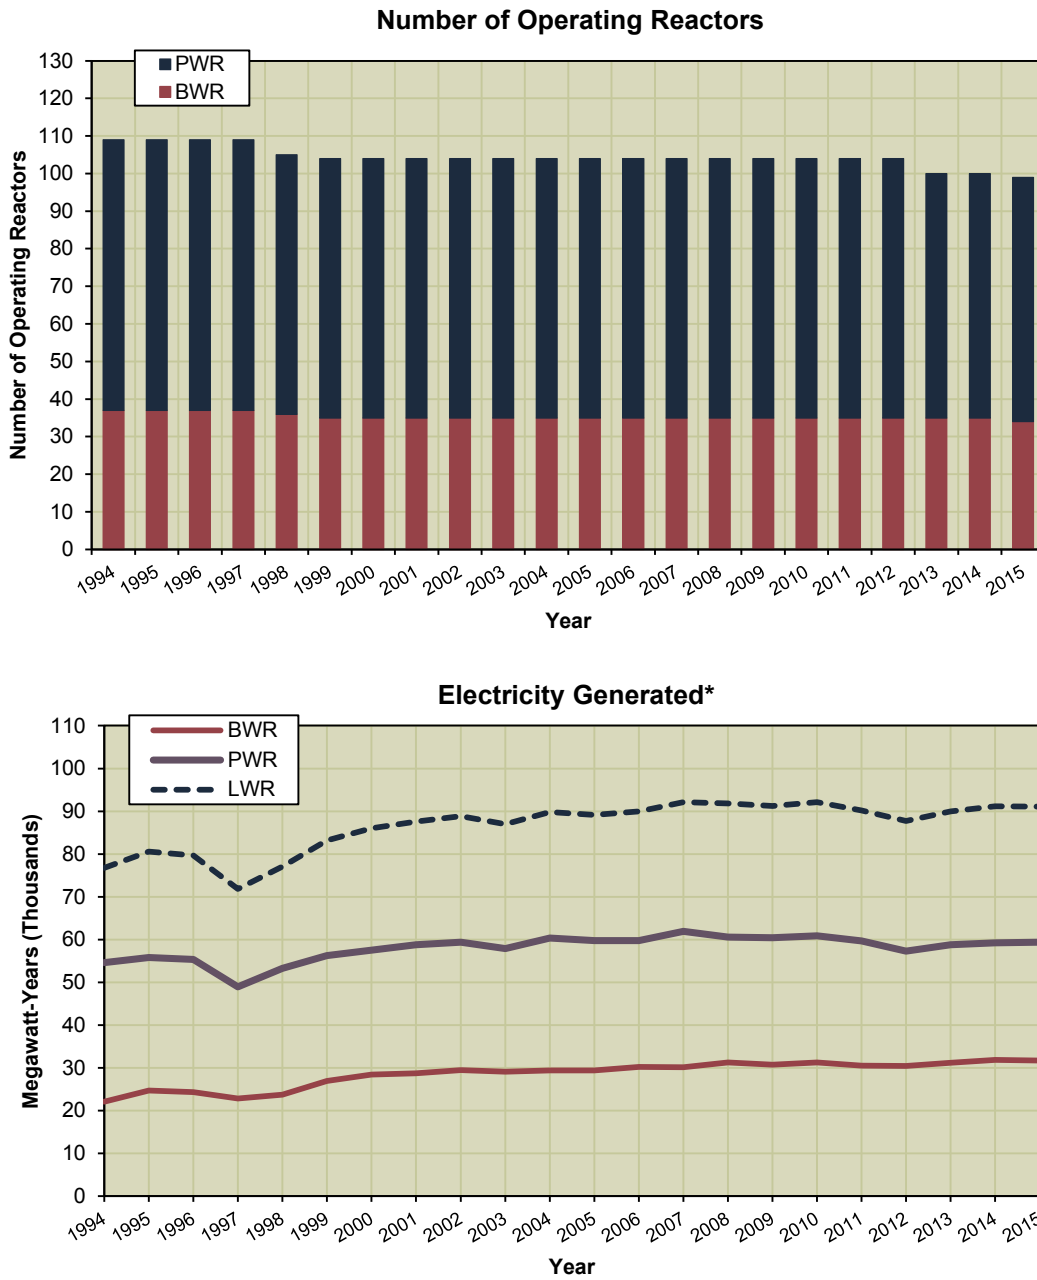 Number of Operating Reactors
PWR
BWR
Number of Operating Reactors
130
120
110
100
90
80
70
60
50
40
30
20
10
0
1994 1995 1996 1997 1998 1999 2000 2001 2002 2003 2004 2005 2006 2007 2008 2009 2010 2011 2012 2013 2014 2015
Year
Electricity Generated*
BWR
PWR
LWR
Megawatt-Years (Thousands)
110
100
90
80
70
60
50
40
30
20
10
0
1994 1995 1996 1997 1998 1999 2000 2001 2002 2003 2004 2005 2006 2007 2008 2009 2010 2011 2012 2013 2014 2015
Year